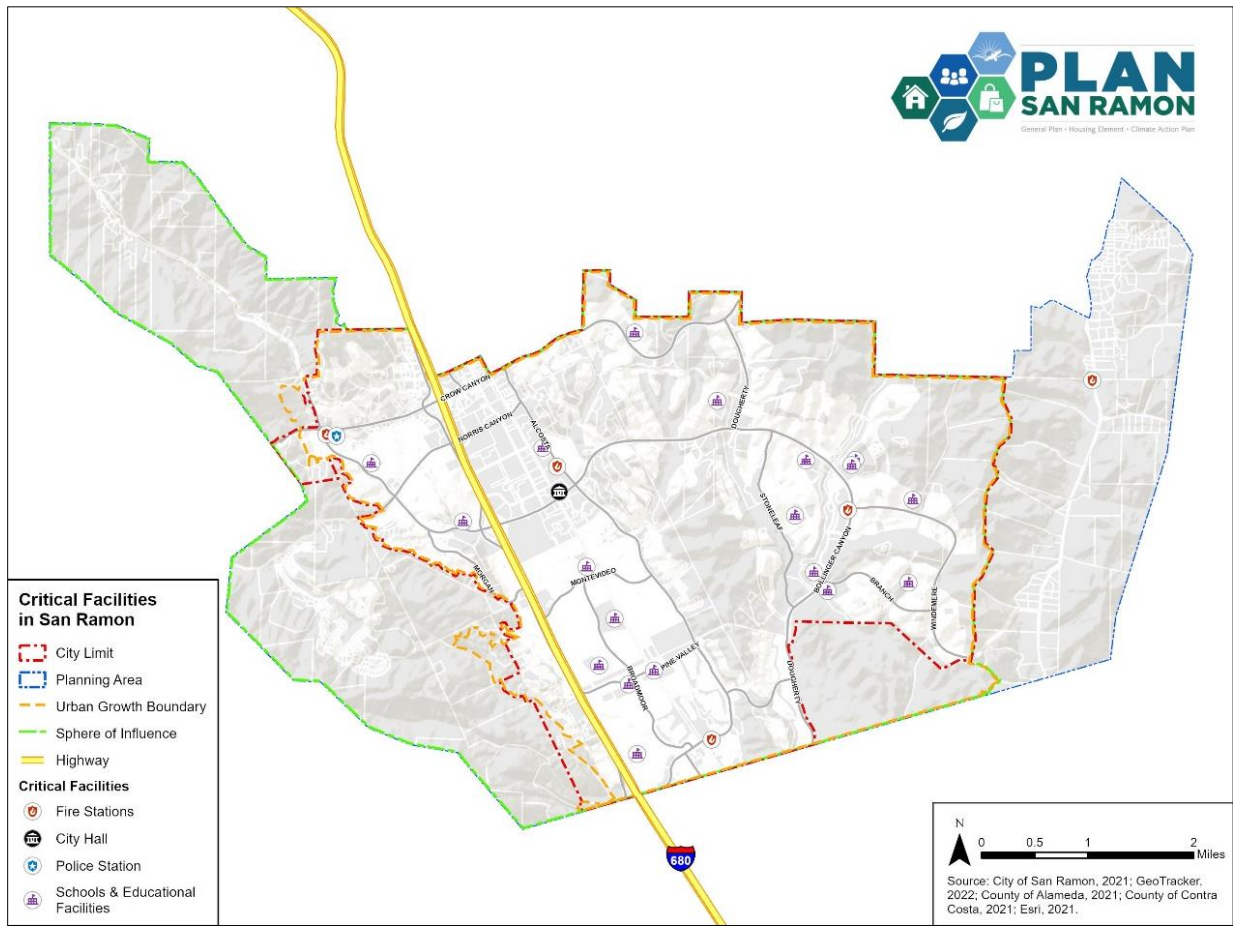 PLAN
SAN RAMON
General Plan • Housing Element • Climate Action Plan
CROW CANYON
NORRIS CANYON
ALCOSTA
DOUGHERTY
STONELEAF
BOLLINGER CANYON
BRANCH
WINDEMERE
MORGAN
MONTEVIDEO
PINE VALLEY
BROADMOOR
DOUGHERTY
680
Critical Facilities
in San Ramon
City Limit
Planning Area
Urban Growth Boundary
Sphere of Influence
Highway
Critical Facilities
Fire Stations
City Hall
Police Station
Schools & Educational
Facilities
N
0 0.5 1 2
Miles
Source: City of San Ramon, 2021; GeoTracker,
2022; County of Alameda, 2021; County of Contra
Costa, 2021; Esri, 2021.